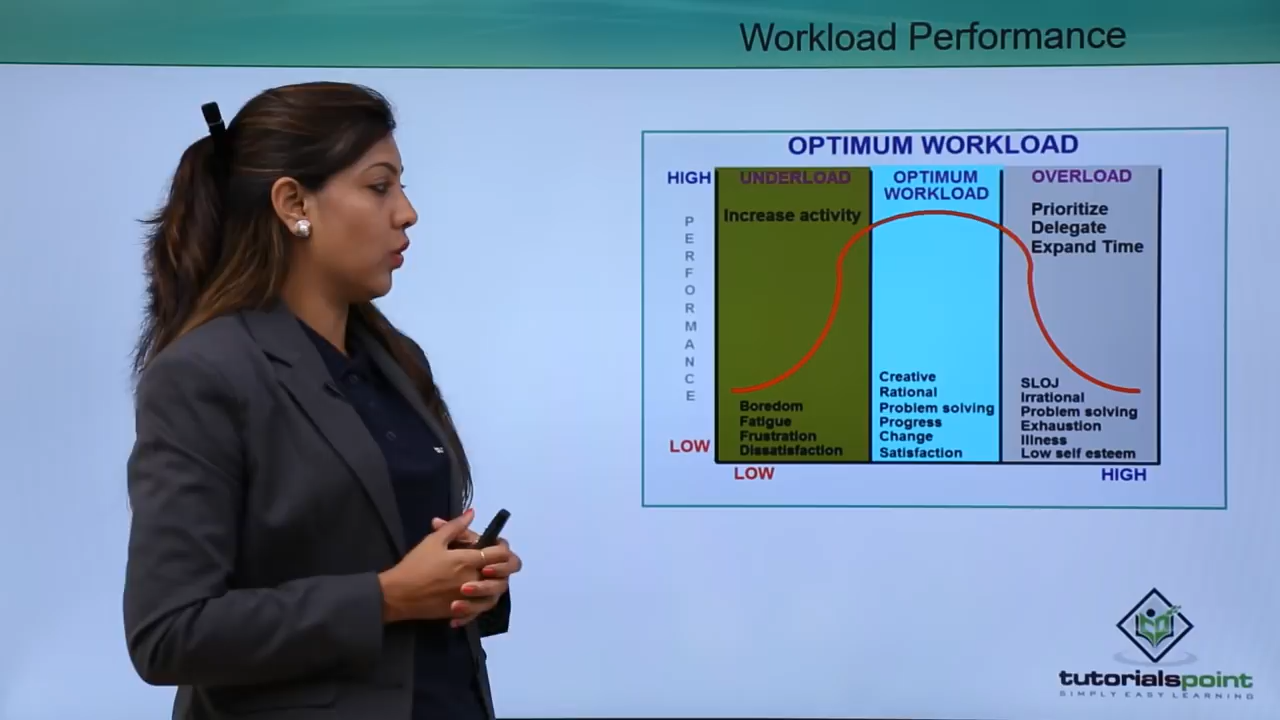 Workload Performance
OPTIMUM WORKLOAD
HIGH
PERFORMANCE
LOW
UNDERLOAD
Increase activity
Boredom
Fatigue
Frustration
Dissatisfaction
OPTIMUM
WORKLOAD
Creative
Rational
Problem solving
Progress
Change
Satisfaction
OVERLOAD
Prioritize
Delegate
Expand Time
SLOJ
Irrational
Problem solving
Exhaustion
Illness
Low self esteem
LOW
HIGH
tutorialspoint
SIMPLY EASY LEARNING